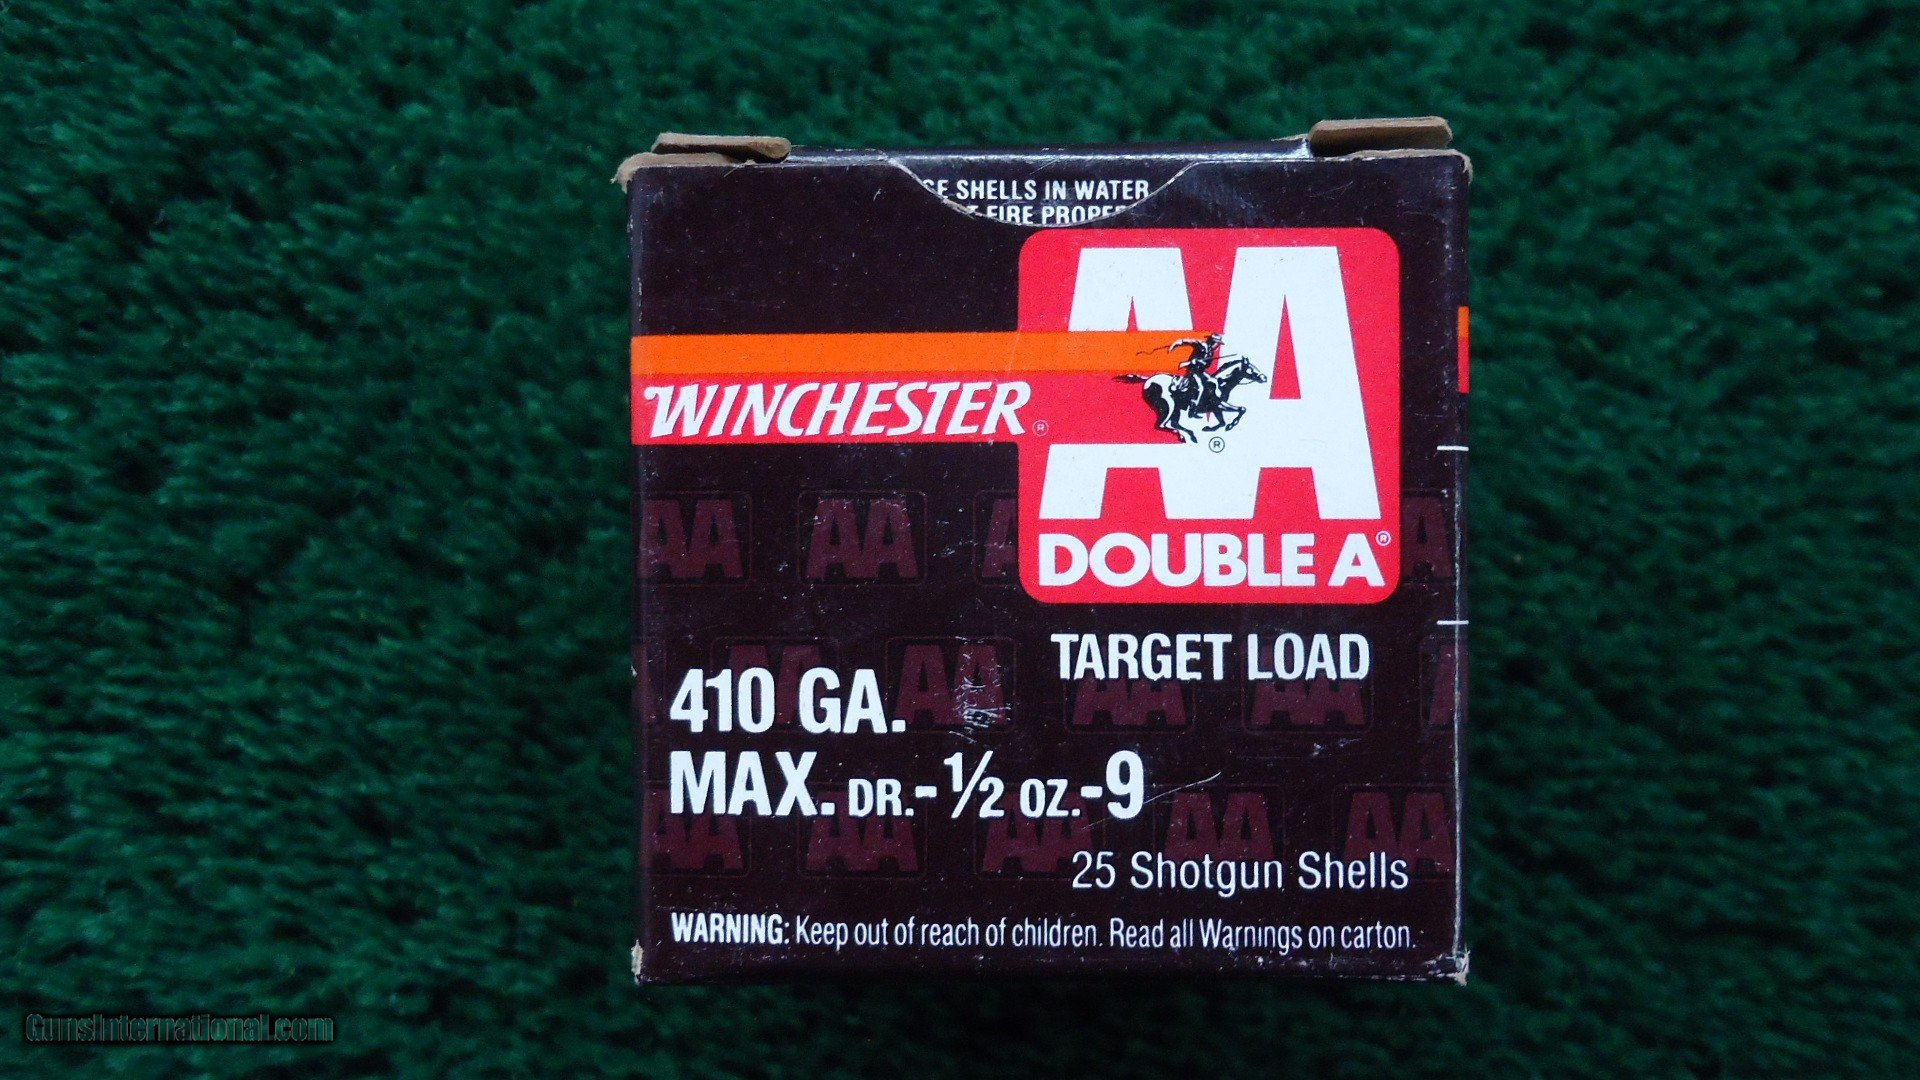 SHELLS IN WATER
FIRE
AA
WINCHESTER®
®
DOUBLE A®
TARGET LOAD
410 GA.
MAX. DR.-½ OZ.-9
25 Shotgun Shells
WARNING: Keep out of reach of children. Read all Warnings on carton.
GunsInternational.com